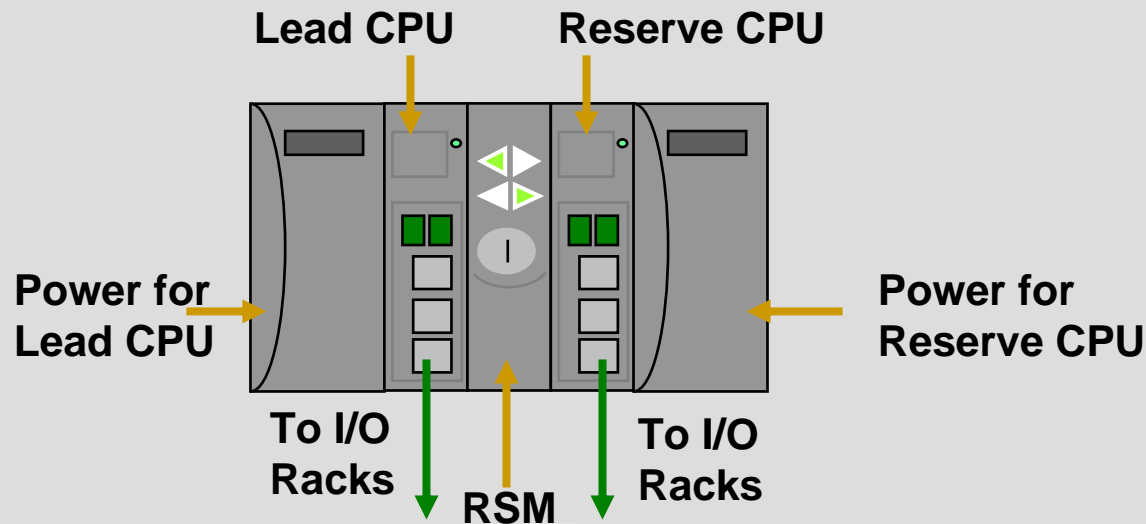 Lead CPU
Reserve CPU
Power for
Lead CPU
Power for
Reserve CPU
To I/O
Racks
RSM
To I/O
Racks